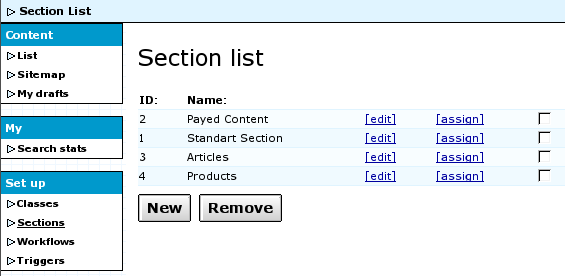 Section List
Content
List
Sitemap
My drafts
My
Search stats
Set up
Classes
Sections
Workflows
Triggers
Section list
ID: Name:
2 Payed Content [edit] [assign]
1 Standart Section [edit] [assign]
3 Articles [edit] [assign]
4 Products [edit] [assign]
New Remove